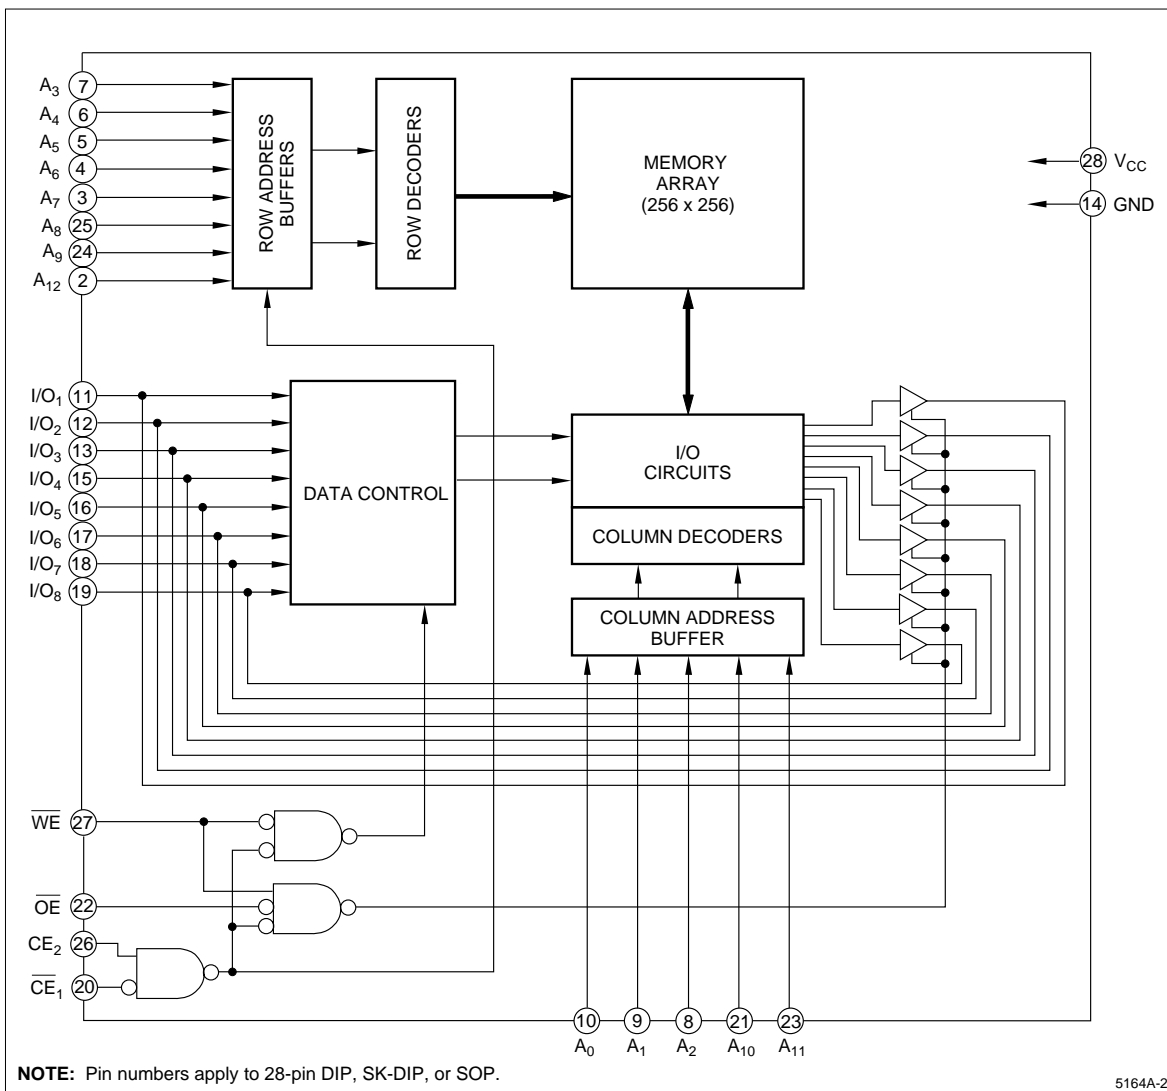 A3 7
A4 6
A5 5
A6 4
A7 3
A8 25
A9 24
A12 2
ROW ADDRESS
BUFFERS
ROW DECODERS
MEMORY
ARRAY
(256 x 256)
28 VCC
14 GND
I/O1 11
I/O2 12
I/O3 13
I/O4 15
I/O5 16
I/O6 17
I/O7 18
I/O8 19
DATA CONTROL
I/O
CIRCUITS
COLUMN DECODERS
COLUMN ADDRESS
BUFFER
W̅E̅ 27
O̅E̅ 22
CE2 26
C̅E̅1 20
10 9 8 21 23
A0 A1 A2 A10 A11
NOTE: Pin numbers apply to 28-pin DIP, SK-DIP, or SOP.
5164A-2